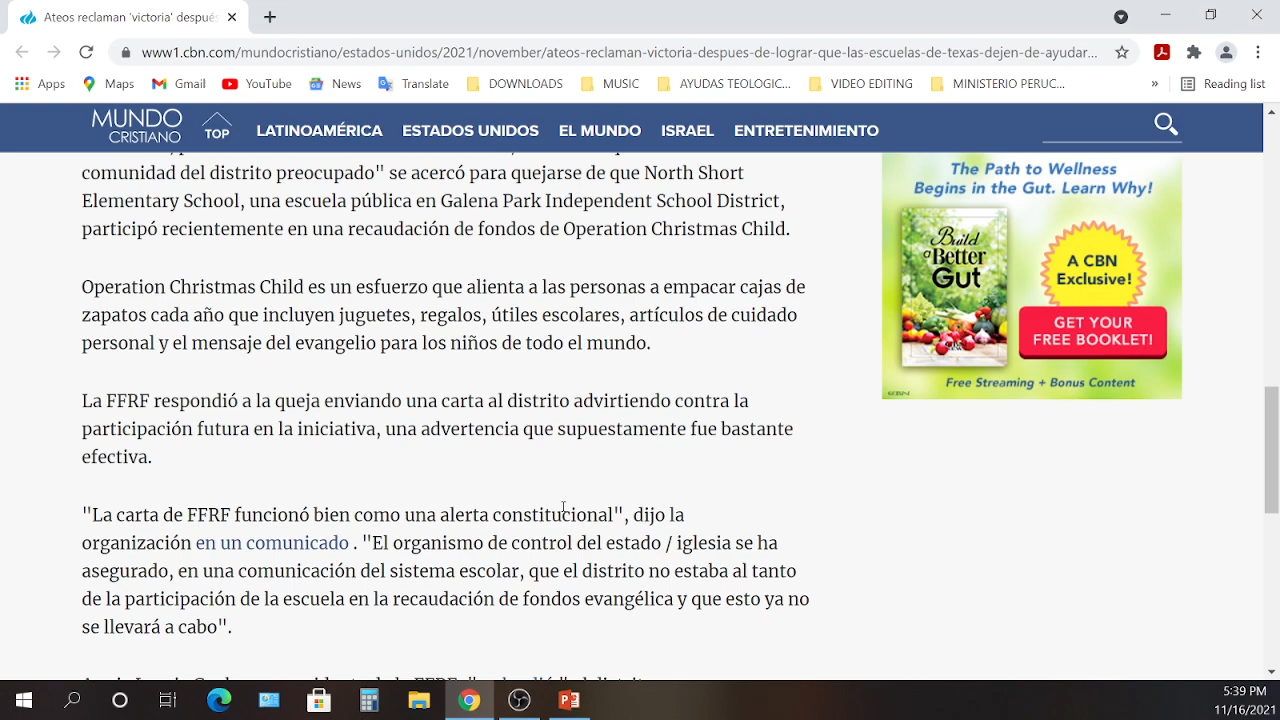 Ateos reclaman 'victoria' despué
www1.cbn.com/mundocristiano/estados-unidos/2021/november/ateos-reclaman-victoria-despues-de-lograr-que-las-escuelas-de-texas-dejen-de-ayudar...
Apps Maps Gmail YouTube News Translate DOWNLOADS MUSIC AYUDAS TEOLOGIC... VIDEO EDITING MINISTERIO PERUC... » Reading list
MUNDO
CRISTIANO
TOP LATINOAMÉRICA ESTADOS UNIDOS EL MUNDO ISRAEL ENTRETENIMIENTO
comunidad del distrito preocupado" se acercó para quejarse de que North Short
Elementary School, una escuela pública en Galena Park Independent School District,
participó recientemente en una recaudación de fondos de Operation Christmas Child.
Operation Christmas Child es un esfuerzo que alienta a las personas a empacar cajas de
zapatos cada año que incluyen juguetes, regalos, útiles escolares, artículos de cuidado
personal y el mensaje del evangelio para los niños de todo el mundo.
La FFRF respondió a la queja enviando una carta al distrito advirtiendo contra la
participación futura en la iniciativa, una advertencia que supuestamente fue bastante
efectiva.
"La carta de FFRF funcionó bien como una alerta constitucional", dijo la
organización en un comunicado . "El organismo de control del estado / iglesia se ha
asegurado, en una comunicación del sistema escolar, que el distrito no estaba al tanto
de la participación de la escuela en la recaudación de fondos evangélica y que esto ya no
se llevará a cabo".
The Path to Wellness
Begins in the Gut. Learn Why!
Build
a Better
Gut
CBN
A CBN
Exclusive!
GET YOUR
FREE BOOKLET!
Free Streaming + Bonus Content
5:39 PM
11/16/2021